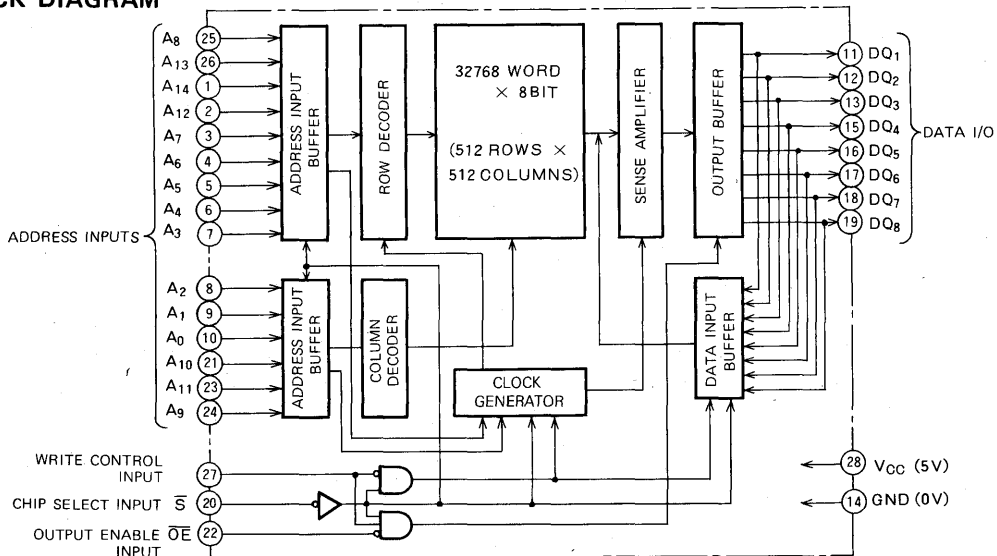 CK DIAGRAM
A8 25
A13 26
A14 1
A12 2
A7 3
A6 4
A5 5
A4 6
A3 7
ADDRESS INPUTS
A2 8
A1 9
A0 10
A10 21
A11 23
A9 24
WRITE CONTROL
INPUT
27
CHIP SELECT INPUT S̅ 20
OUTPUT ENABLE O̅E̅ 22
INPUT
ADDRESS INPUT
BUFFER
ROW DECODER
32768 WORD
× 8BIT
(512 ROWS ×
512 COLUMNS)
SENSE AMPLIFIER
OUTPUT BUFFER
ADDRESS INPUT
BUFFER
COLUMN
DECODER
CLOCK
GENERATOR
DATA INPUT
BUFFER
11 DQ1
12 DQ2
13 DQ3
15 DQ4
16 DQ5
17 DQ6
18 DQ7
19 DQ8
DATA I/O
28 VCC (5V)
14 GND (0V)